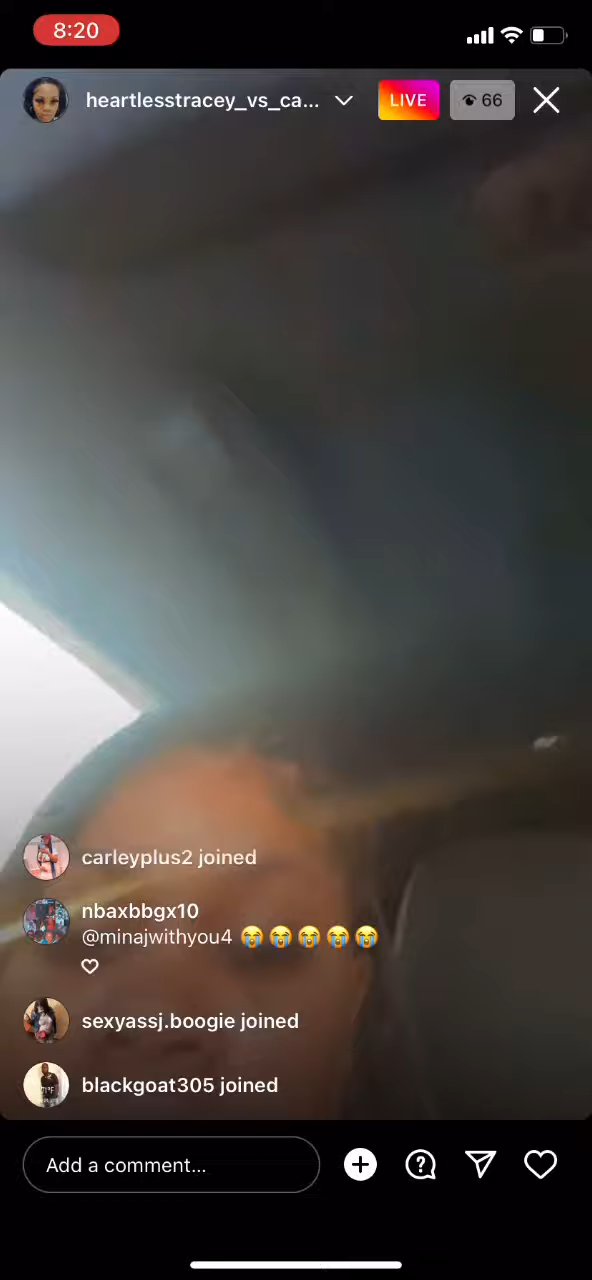 8:20
heartlesstracey_vs_ca...
LIVE
66
carleyplus2 joined
nbaxbbgx10
@minajwithyou4 😭😭😭😭😭
sexyassj.boogie joined
blackgoat305 joined
Add a comment...